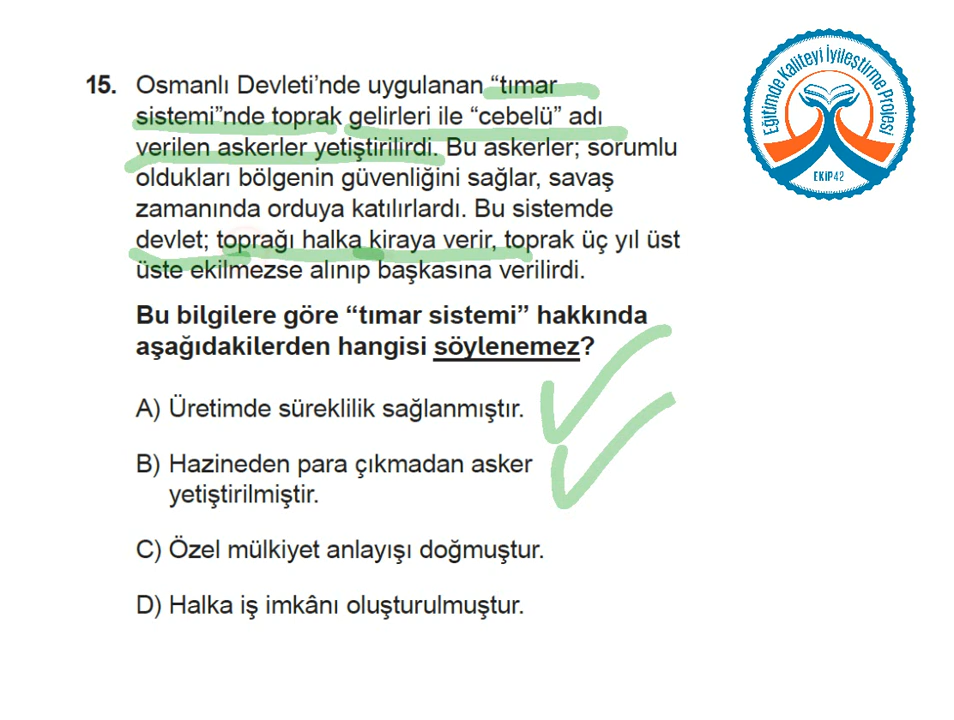 Eğitimde Kaliteyi İyileştirme Projesi
EKIP42
15. Osmanlı Devleti’nde uygulanan “tımar
sistemi”nde toprak gelirleri ile “cebelü” adı
verilen askerler yetiştirilirdi. Bu askerler; sorumlu
oldukları bölgenin güvenliğini sağlar, savaş
zamanında orduya katılırlardı. Bu sistemde
devlet; toprağı halka kiraya verir, toprak üç yıl üst
üste ekilmezse alınıp başkasına verilirdi.
Bu bilgilere göre “tımar sistemi” hakkında
aşağıdakilerden hangisi söylenemez?
A) Üretimde süreklilik sağlanmıştır.
B) Hazineden para çıkmadan asker
yetiştirilmiştir.
C) Özel mülkiyet anlayışı doğmuştur.
D) Halka iş imkânı oluşturulmuştur.